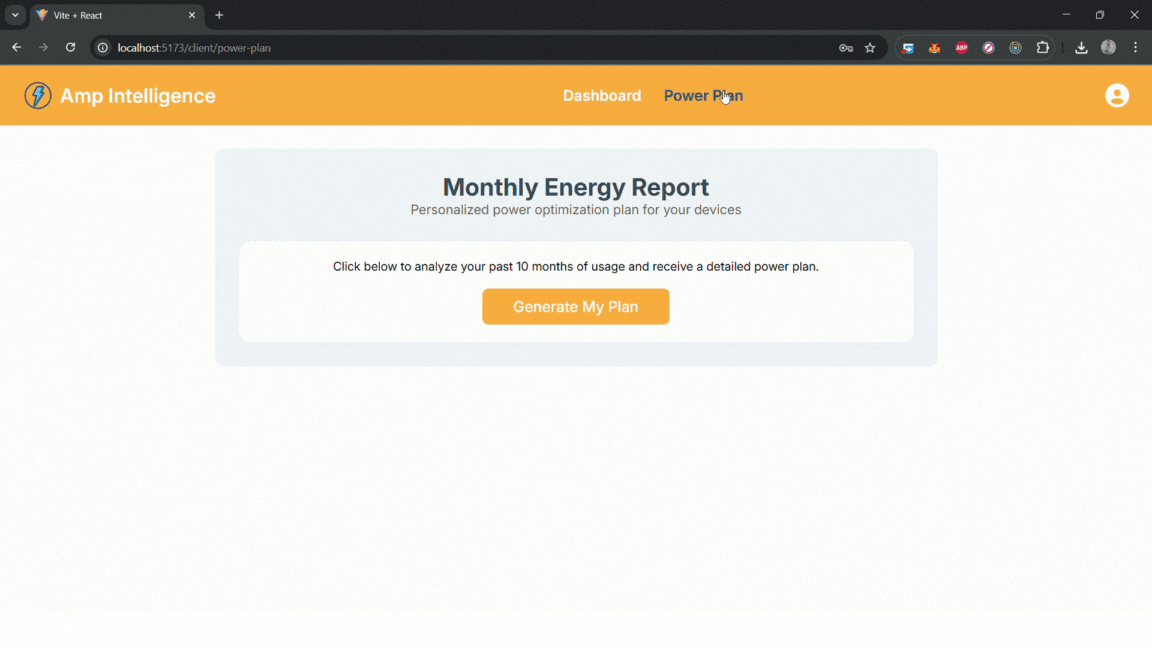 Vite + React
localhost:5173/client/power-plan
ABP
Amp Intelligence
Dashboard
Power Plan
Monthly Energy Report
Personalized power optimization plan for your devices
Click below to analyze your past 10 months of usage and receive a detailed power plan.
Generate My Plan